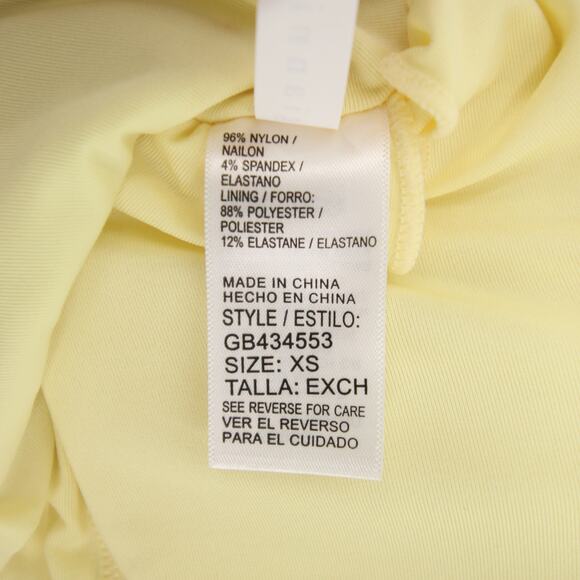 96% NYLON /
NAILON
4% SPANDEX /
ELASTANO
LINING / FORRO:
88% POLYESTER /
POLIESTER
12% ELASTANE / ELASTANO
MADE IN CHINA
HECHO EN CHINA
STYLE / ESTILO:
GB434553
SIZE: XS
TALLA: EXCH
SEE REVERSE FOR CARE
VER EL REVERSO
PARA EL CUIDADO